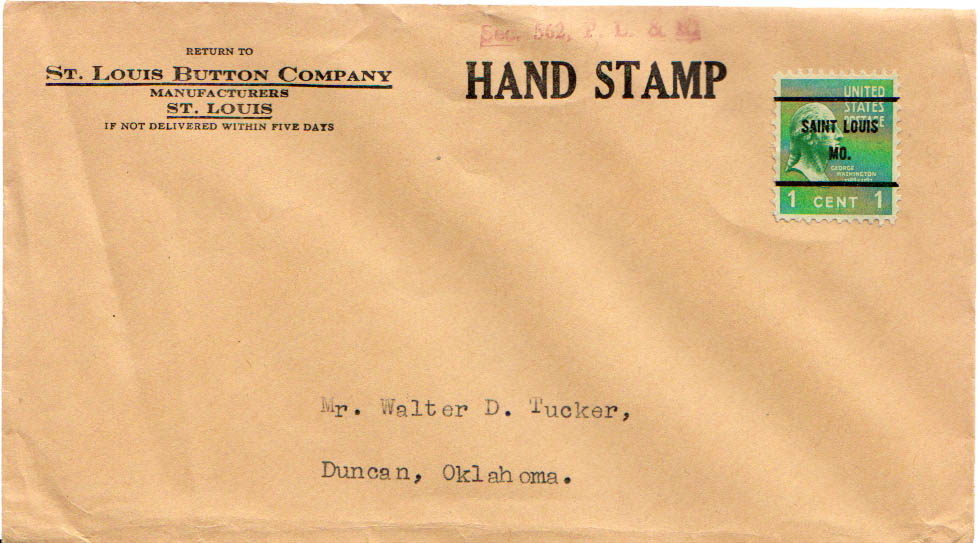 Sec. 562, P. L. & R.
RETURN TO
ST. LOUIS BUTTON COMPANY
MANUFACTURERS
ST. LOUIS
IF NOT DELIVERED WITHIN FIVE DAYS
HAND STAMP
UNITED
STATES
POSTAGE
SAINT LOUIS
MO.
GEORGE
WASHINGTON
1 CENT 1
Mr. Walter D. Tucker,
Duncan, Oklahoma.